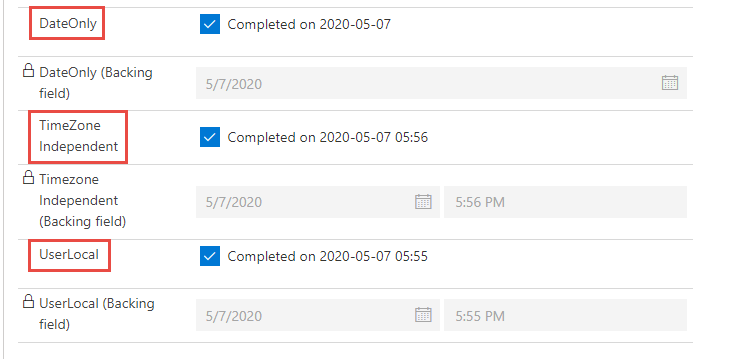 DateOnly
Completed on 2020-05-07
DateOnly (Backing
field)
5/7/2020
TimeZone
Independent
Completed on 2020-05-07 05:56
Timezone
Independent
(Backing field)
5/7/2020
5:56 PM
UserLocal
Completed on 2020-05-07 05:55
UserLocal (Backing
field)
5/7/2020
5:55 PM